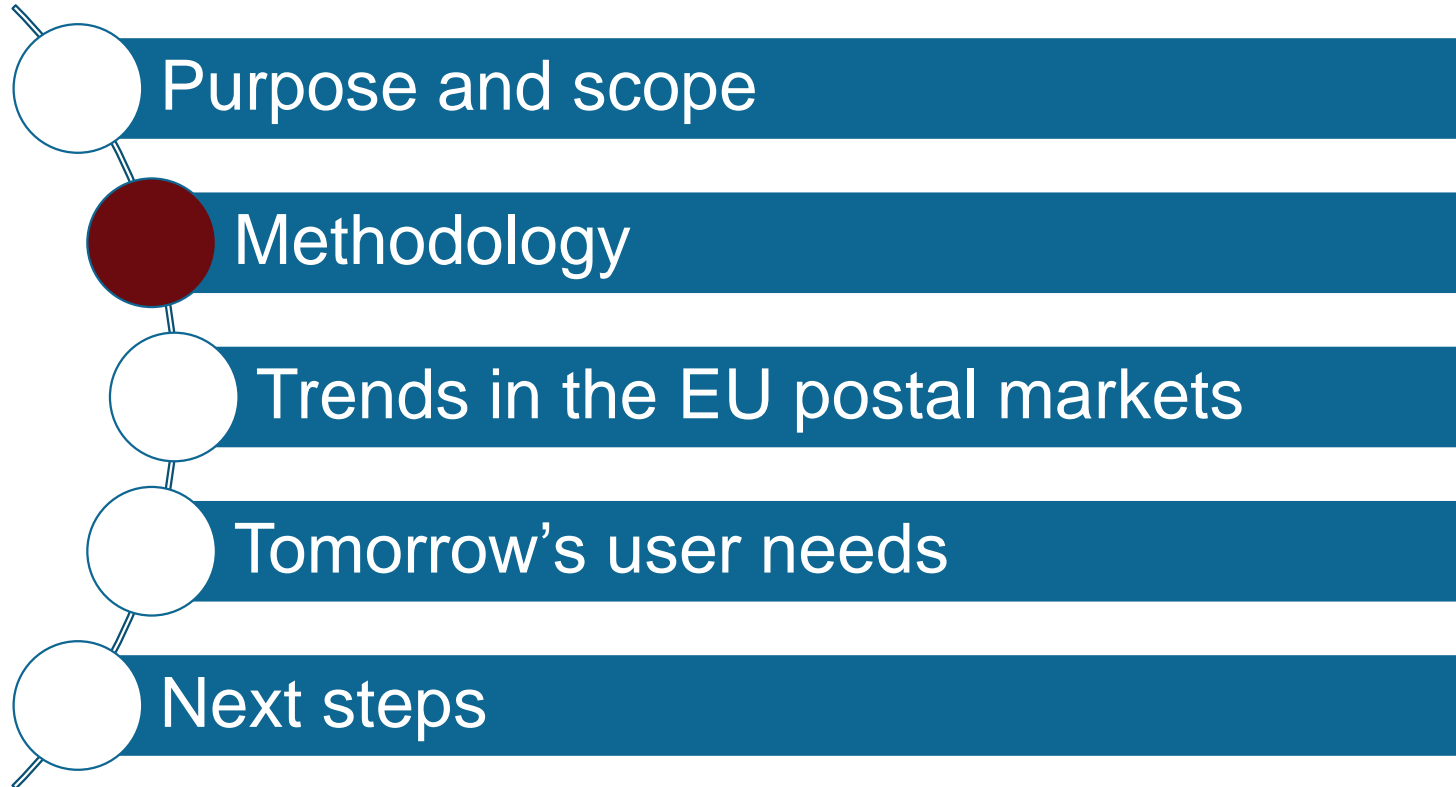 Purpose and scope
Methodology
Trends in the EU postal markets
Tomorrow’s user needs
Next steps